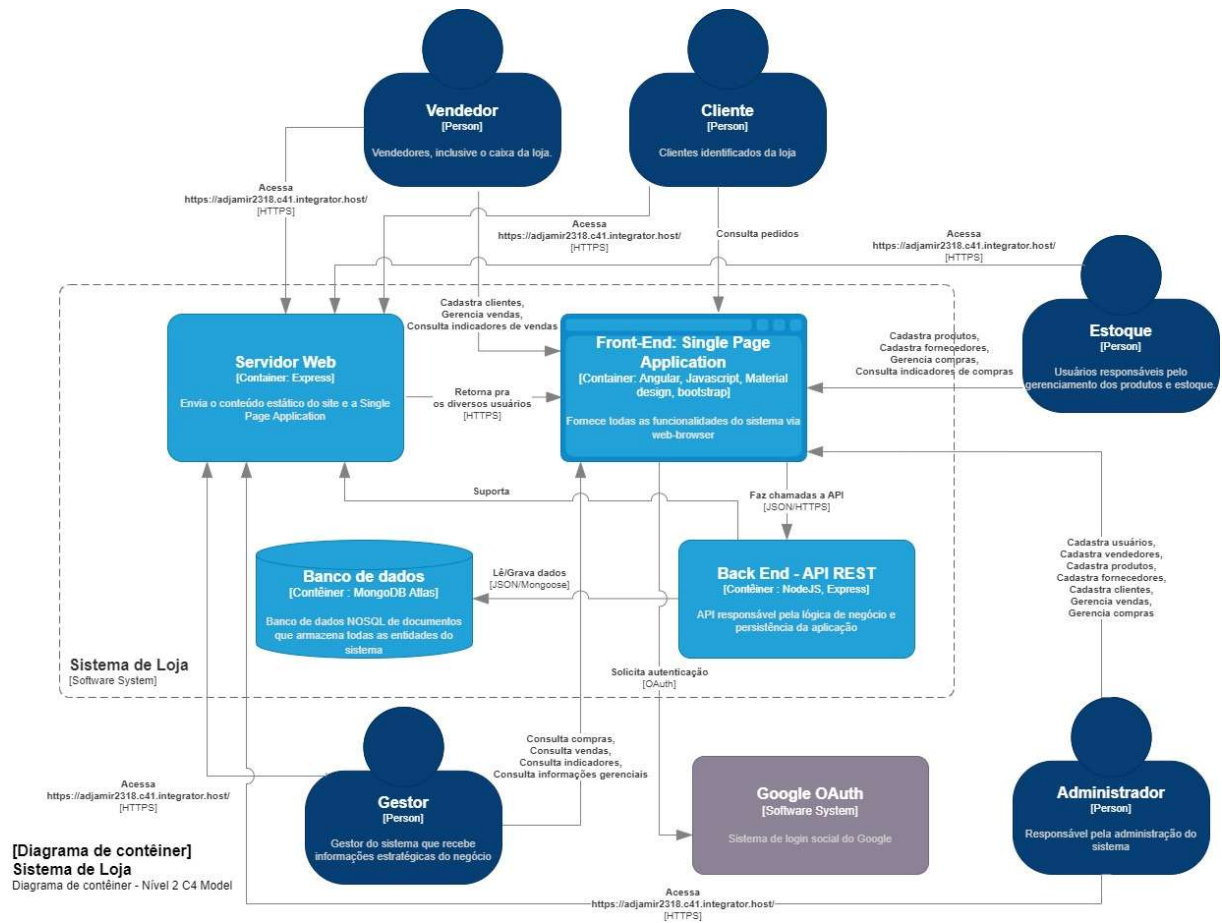 Vendedor
[Person]
Vendedores, inclusive o caixa da loja.
Cliente
[Person]
Clientes identificados da loja
Acessa
https://adjamir2318.c41.integrator.host/
[HTTPS]
Acessa
https://adjamir2318.c41.integrator.host/
[HTTPS]
Consulta pedidos
Acessa
https://adjamir2318.c41.integrator.host/
[HTTPS]
Estoque
[Person]
Usuários responsáveis pelo
gerenciamento dos produtos e estoque.
Cadastra clientes,
Gerencia vendas,
Consulta indicadores de vendas
Servidor Web
[Container: Express]
Envia o conteúdo estático do site e a Single
Page Application
Retorna pra
os diversos usuários
[HTTPS]
Front-End: Single Page
Application
[Container: Angular, Javascript, Material
design, bootstrap]
Fornece todas as funcionalidades do sistema via
web-browser
Cadastra produtos,
Cadastra fornecedores,
Gerencia compras,
Consulta indicadores de compras
Suporta
Faz chamadas a API
[JSON/HTTPS]
Banco de dados
[Contêiner : MongoDB Atlas]
Banco de dados NOSQL de documentos
que armazena todas as entidades do
sistema
Lê/Grava dados
[JSON/Mongoose]
Back End - API REST
[Contêiner : NodeJS, Express]
API responsável pela lógica de negócio e
persistência da aplicação
Cadastra usuários,
Cadastra vendedores,
Cadastra produtos,
Cadastra fornecedores,
Cadastra clientes,
Gerencia vendas,
Gerencia compras
Sistema de Loja
[Software System]
Solicita autenticação
[OAuth]
Consulta compras,
Consulta vendas,
Consulta indicadores,
Consulta informações gerenciais
Acessa
https://adjamir2318.c41.integrator.host/
[HTTPS]
Gestor
[Person]
Gestor do sistema que recebe
informações estratégicas do negócio
Google OAuth
[Software System]
Sistema de login social do Google
Administrador
[Person]
Responsável pela administração do
sistema
[Diagrama de contêiner]
Sistema de Loja
Diagrama de contêiner - Nível 2 C4 Model
Acessa
https://adjamir2318.c41.integrator.host/
[HTTPS]